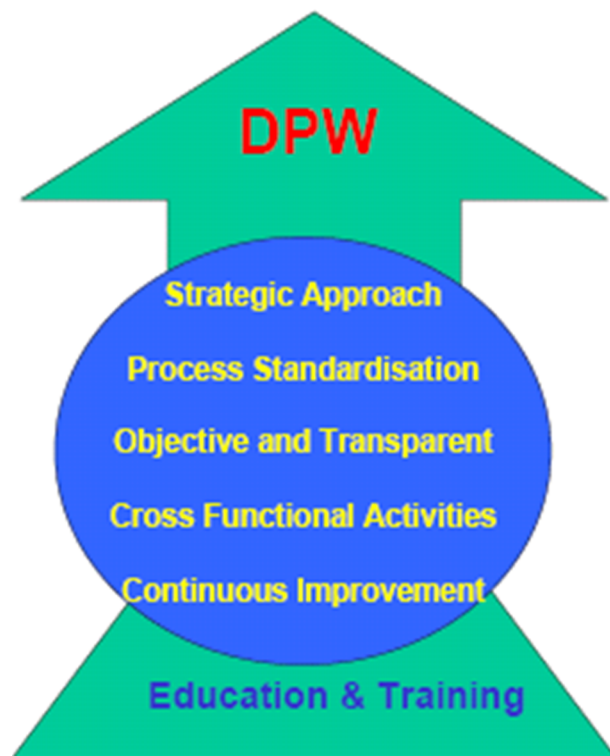 DPW
Strategic Approach
Process Standardisation
Objective and Transparent
Cross Functional Activities
Continuous Improvement
Education & Training